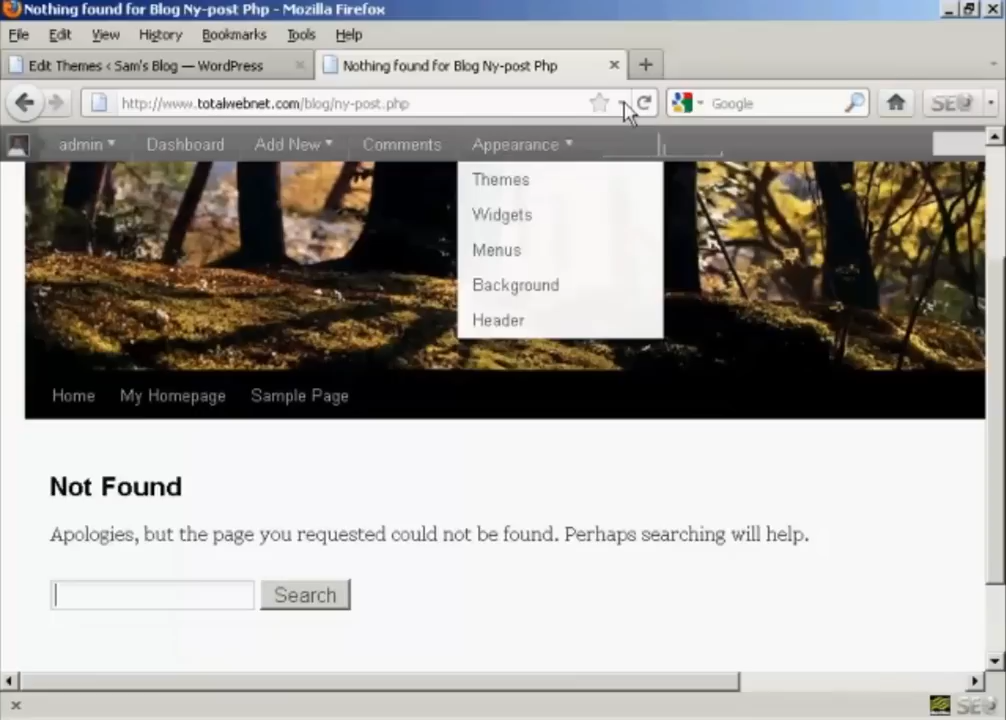 Nothing found for Blog Ny-post Php - Mozilla Firefox
File Edit View History Bookmarks Tools Help
Edit Themes ‹ Sam's Blog — WordPress
Nothing found for Blog Ny-post Php
http://www.totalwebnet.com/blog/ny-post.php
Google
SEO
admin Dashboard Add New Comments Appearance
Themes
Widgets
Menus
Background
Header
Home My Homepage Sample Page
Not Found
Apologies, but the page you requested could not be found. Perhaps searching will help.
Search
SEO